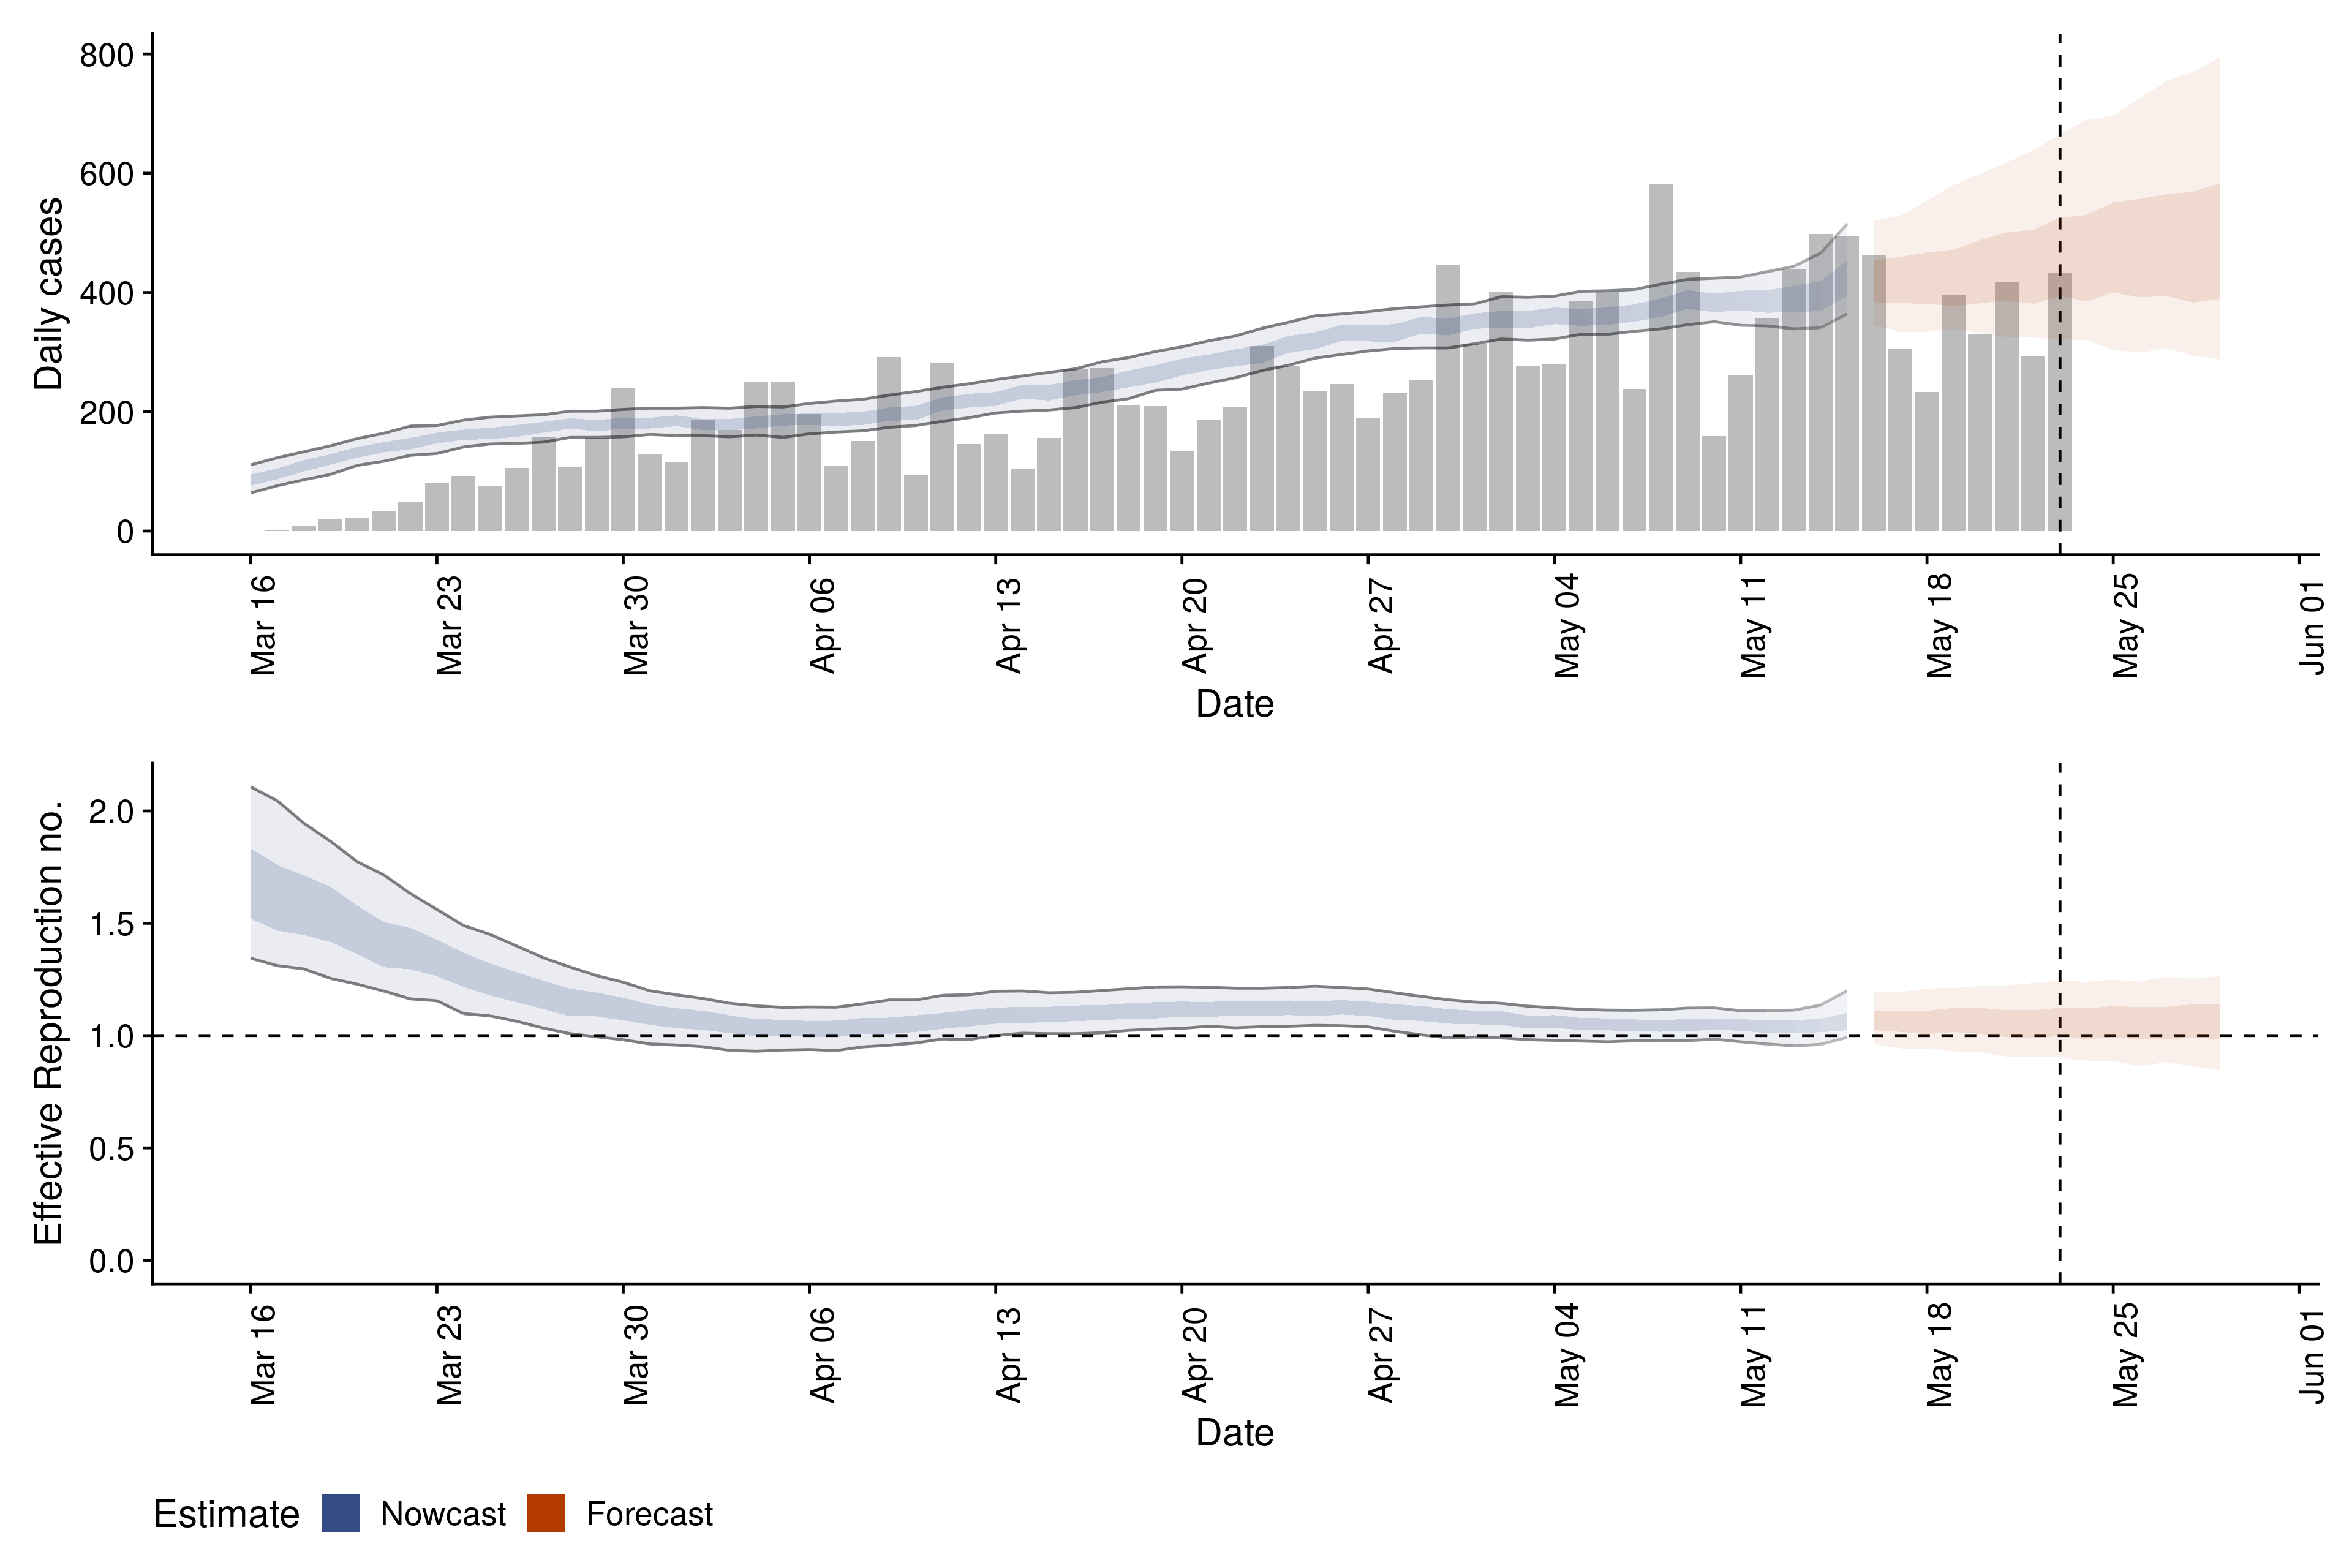 800
600
400
200
0
Daily cases
Mar 16 Mar 23 Mar 30 Apr 06 Apr 13 Apr 20 Apr 27 May 04 May 11 May 18 May 25 Jun 01
Date
2.0
1.5
1.0
0.5
0.0
Effective Reproduction no.
Mar 16 Mar 23 Mar 30 Apr 06 Apr 13 Apr 20 Apr 27 May 04 May 11 May 18 May 25 Jun 01
Date
Estimate Nowcast Forecast